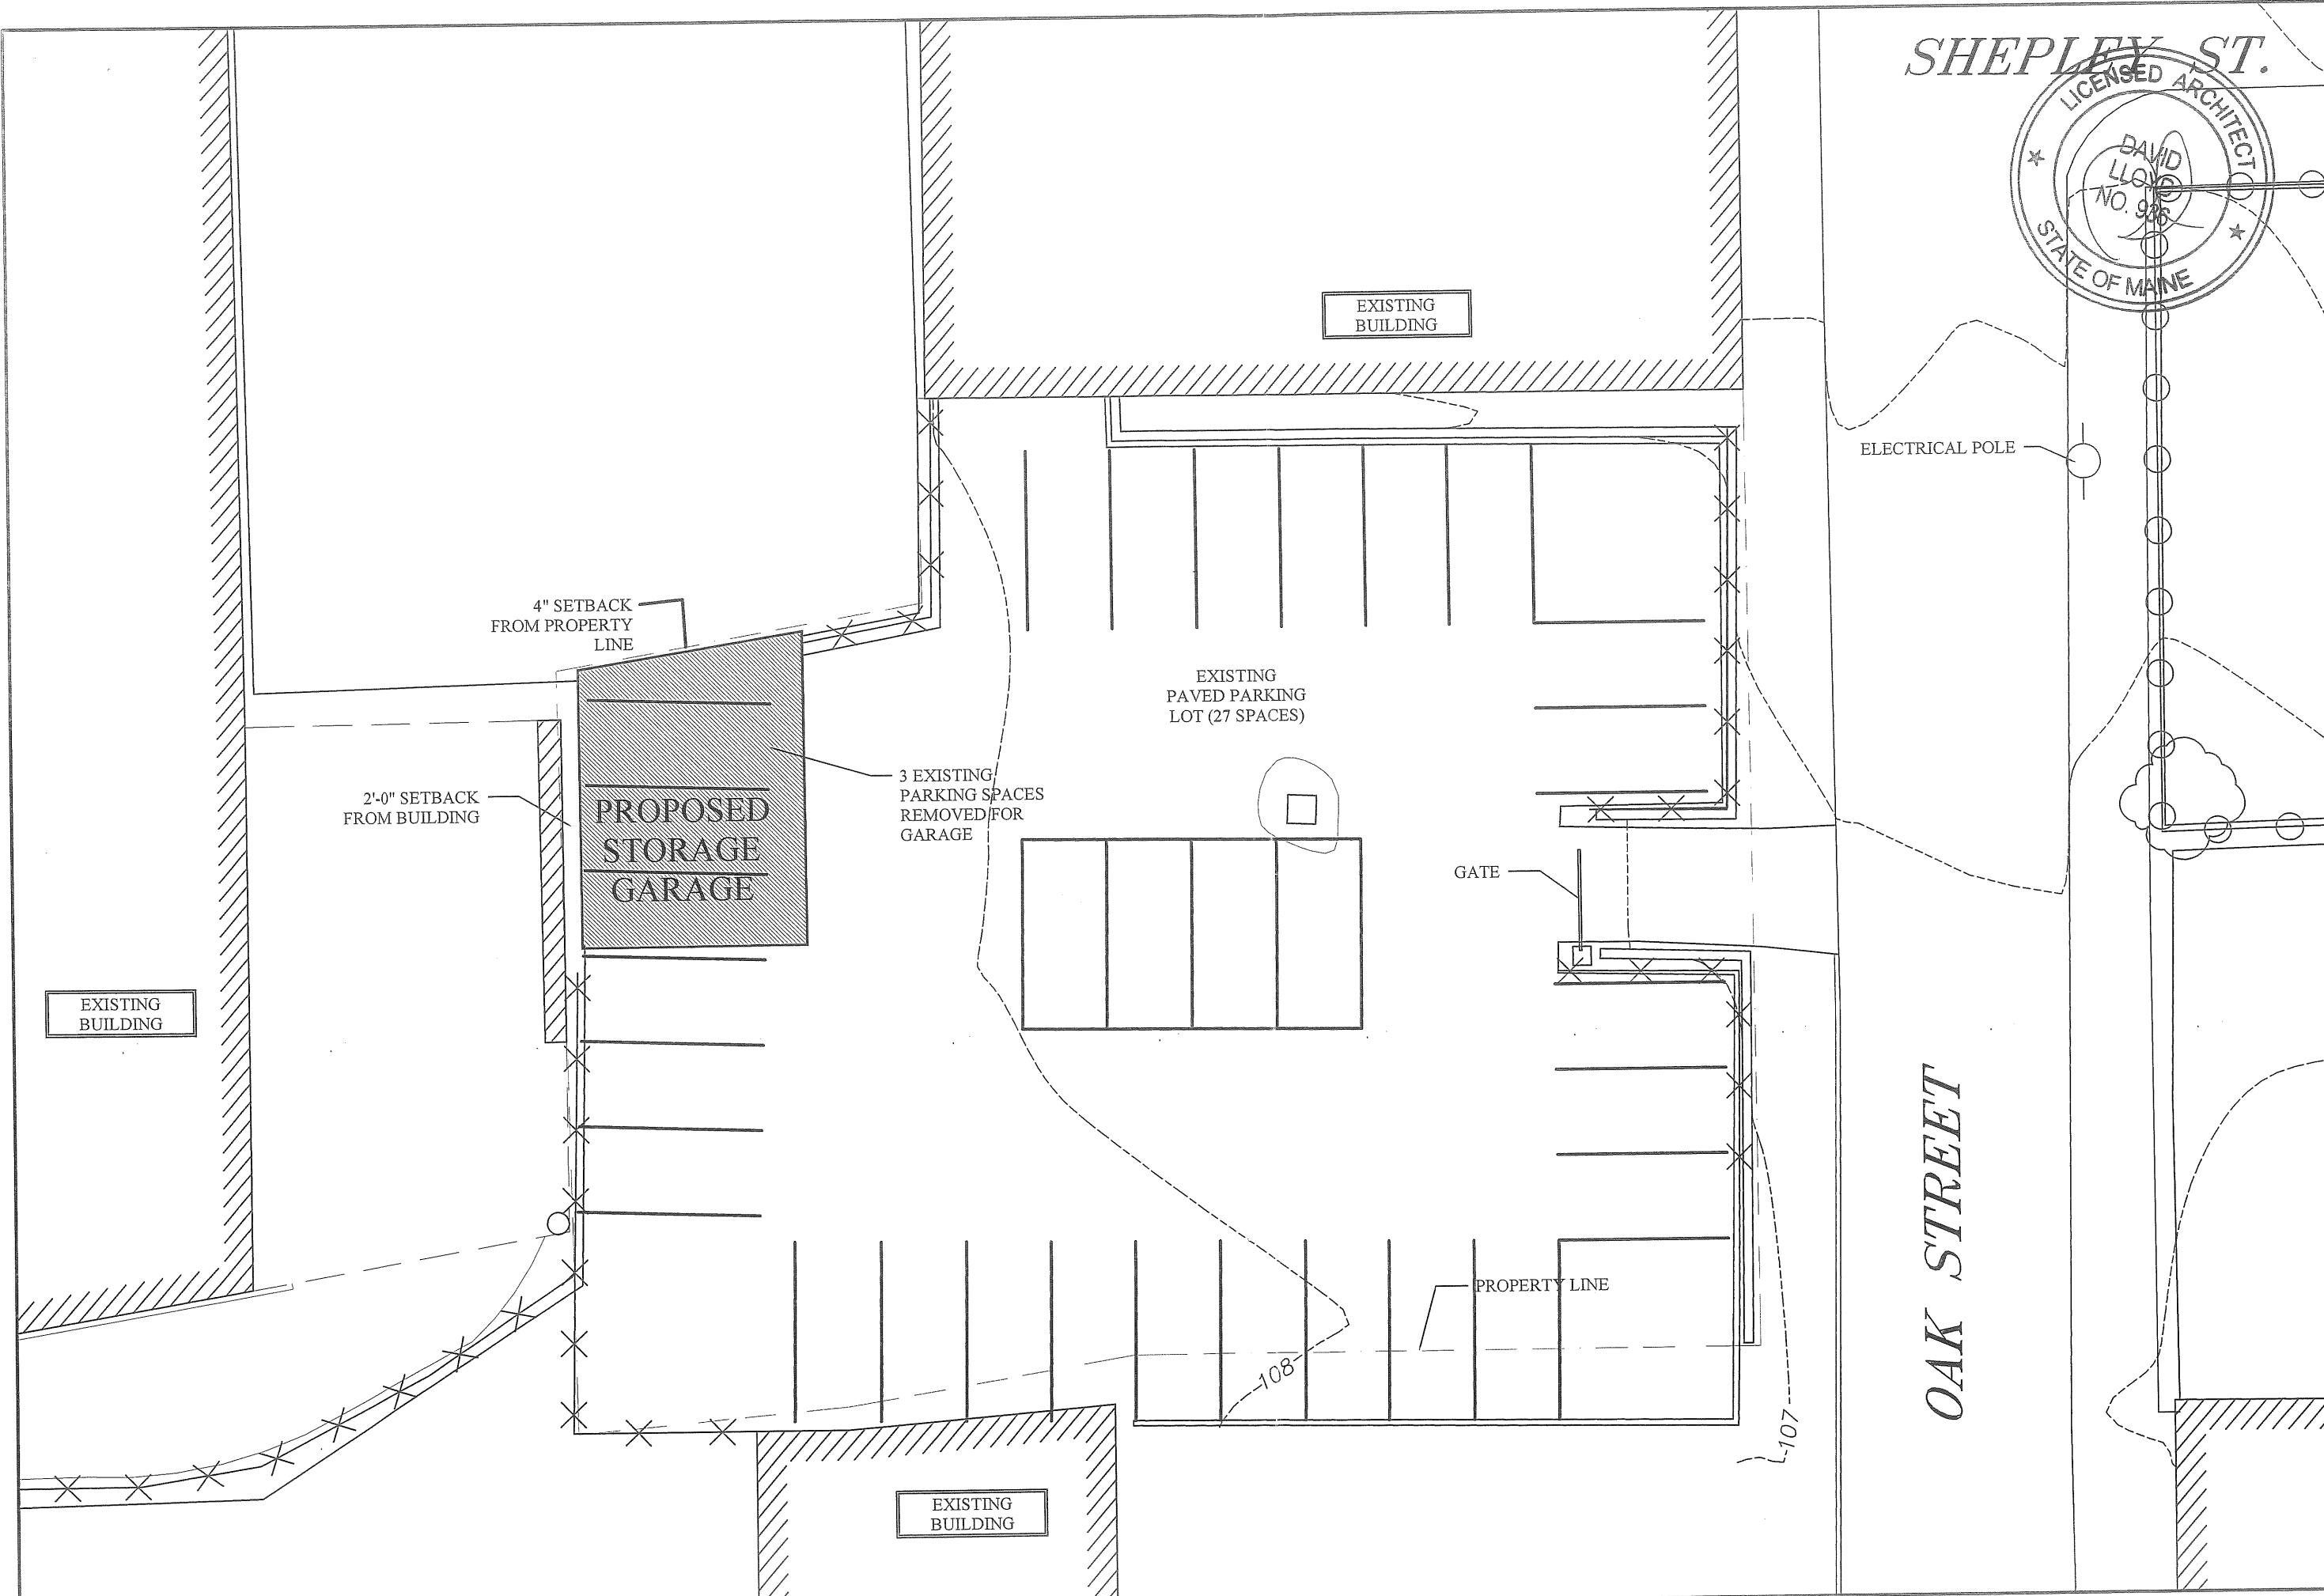 SHEPLEY ST.
LICENSED ARCHITECT
DAVID
LLOYD
NO. 936
STATE OF MAINE
EXISTING
BUILDING
ELECTRICAL POLE
4" SETBACK
FROM PROPERTY
LINE
EXISTING
PAVED PARKING
LOT (27 SPACES)
3 EXISTING
PARKING SPACES
REMOVED FOR
GARAGE
2'-0" SETBACK
FROM BUILDING
PROPOSED
STORAGE
GARAGE
GATE
EXISTING
BUILDING
OAK STREET
PROPERTY LINE
108
107
EXISTING
BUILDING